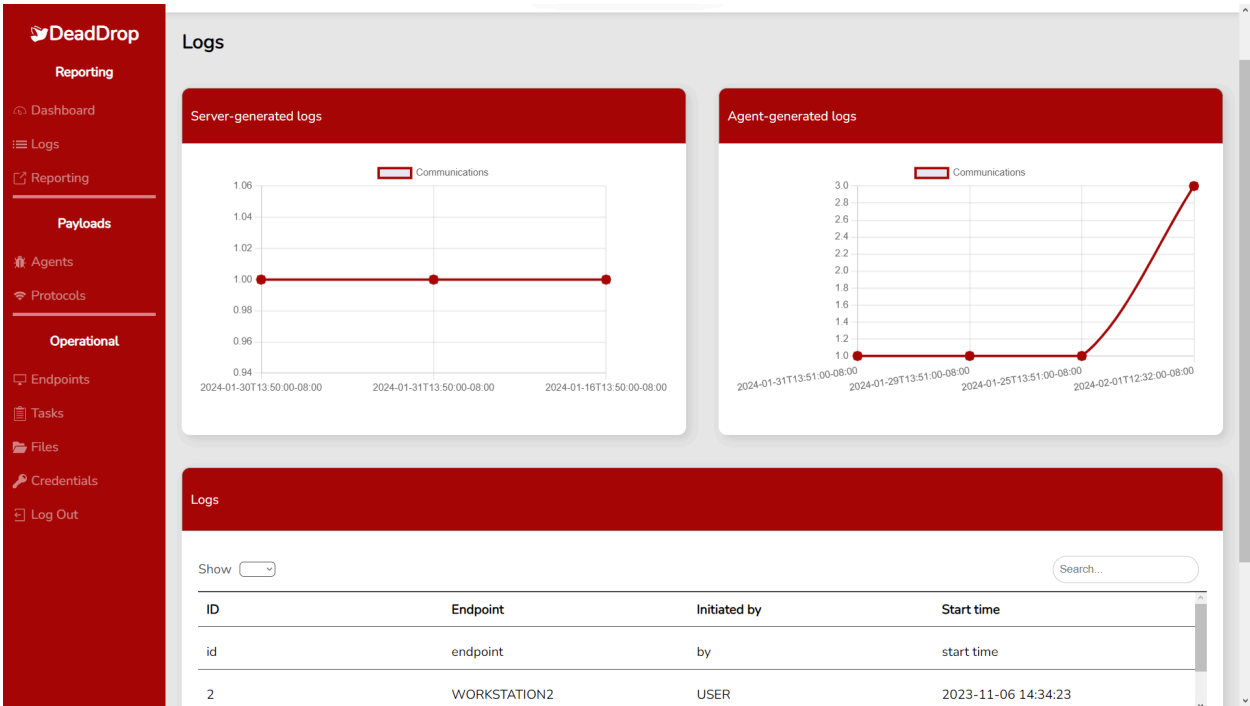 DeadDrop
Reporting
Dashboard
Logs
Reporting
Payloads
Agents
Protocols
Operational
Endpoints
Tasks
Files
Credentials
Log Out
Logs
Server-generated logs
Communications
1.06
1.04
1.02
1.00
0.98
0.96
0.94
2024-01-30T13:50:00-08:00 2024-01-31T13:50:00-08:00 2024-01-16T13:50:00-08:00
Agent-generated logs
Communications
3.0
2.8
2.6
2.4
2.2
2.0
1.8
1.6
1.4
1.2
1.0
2024-01-31T13:51:00-08:00 2024-01-29T13:51:00-08:00 2024-01-25T13:51:00-08:00 2024-02-01T12:32:00-08:00
Logs
Show Search...
ID Endpoint Initiated by Start time
id endpoint by start time
2 WORKSTATION2 USER 2023-11-06 14:34:23